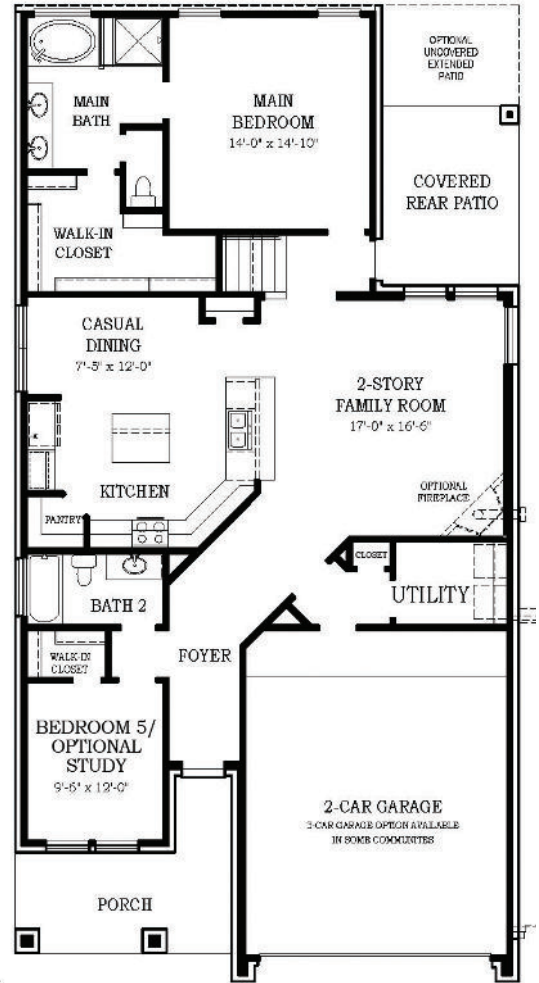 OPTIONAL
UNCOVERED
EXTENDED
PATIO
MAIN
BATH
MAIN
BEDROOM
14'-0" x 14'-10"
COVERED
REAR PATIO
WALK-IN
CLOSET
CASUAL
DINING
7'-5" x 12'-0"
2-STORY
FAMILY ROOM
17'-0" x 16'-6"
KITCHEN
OPTIONAL
FIREPLACE
PANTRY
CLOSET
UTILITY
BATH 2
WALK-IN
CLOSET
FOYER
BEDROOM 5/
OPTIONAL
STUDY
9'-6" x 12'-0"
2-CAR GARAGE
3-CAR GARAGE OPTION AVAILABLE
IN SOME COMMUNITIES
PORCH